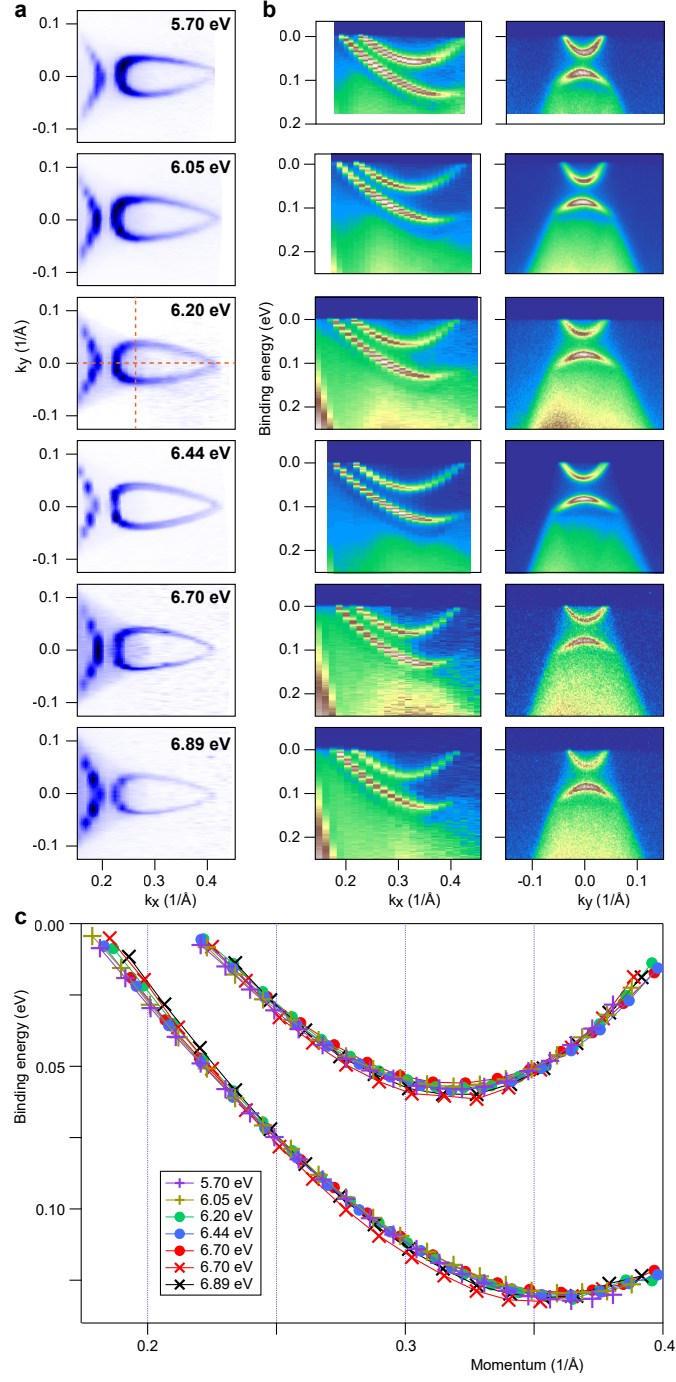 a
b
0.1
0.0
-0.1
5.70 eV
0.0
0.1
0.2
0.1
0.0
-0.1
6.05 eV
0.0
0.1
0.2
ky (1/Å)
0.1
0.0
-0.1
6.20 eV
Binding energy (eV)
0.0
0.1
0.2
0.1
0.0
-0.1
6.44 eV
0.0
0.1
0.2
0.1
0.0
-0.1
6.70 eV
0.0
0.1
0.2
0.1
0.0
-0.1
6.89 eV
0.0
0.1
0.2
0.2 0.3 0.4
kx (1/Å)
0.2 0.3 0.4
kx (1/Å)
-0.1 0.0 0.1
ky (1/Å)
c
0.00
0.05
0.10
Binding energy (eV)
5.70 eV
6.05 eV
6.20 eV
6.44 eV
6.70 eV
6.70 eV
6.89 eV
0.2 0.3 0.4
Momentum (1/Å)